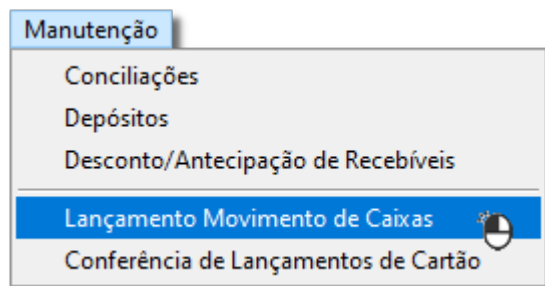 Manutenção
Conciliações
Depósitos
Desconto/Antecipação de Recebíveis
Lançamento Movimento de Caixas
Conferência de Lançamentos de Cartão